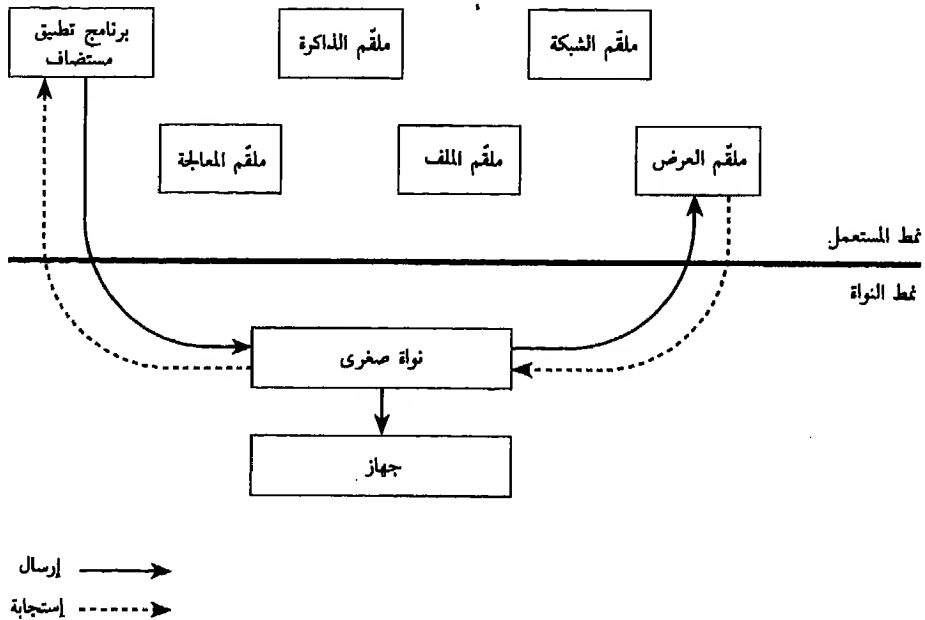 برنامج تطبيق
مستضاف
ملقّم الذاكرة
ملقّم الشبكة
ملقّم المعالجة
ملقّم الملف
ملقّم العرض
نمط المستعمل
نمط النواة
نواة صغرى
جهاز
إرسال
إستجابة